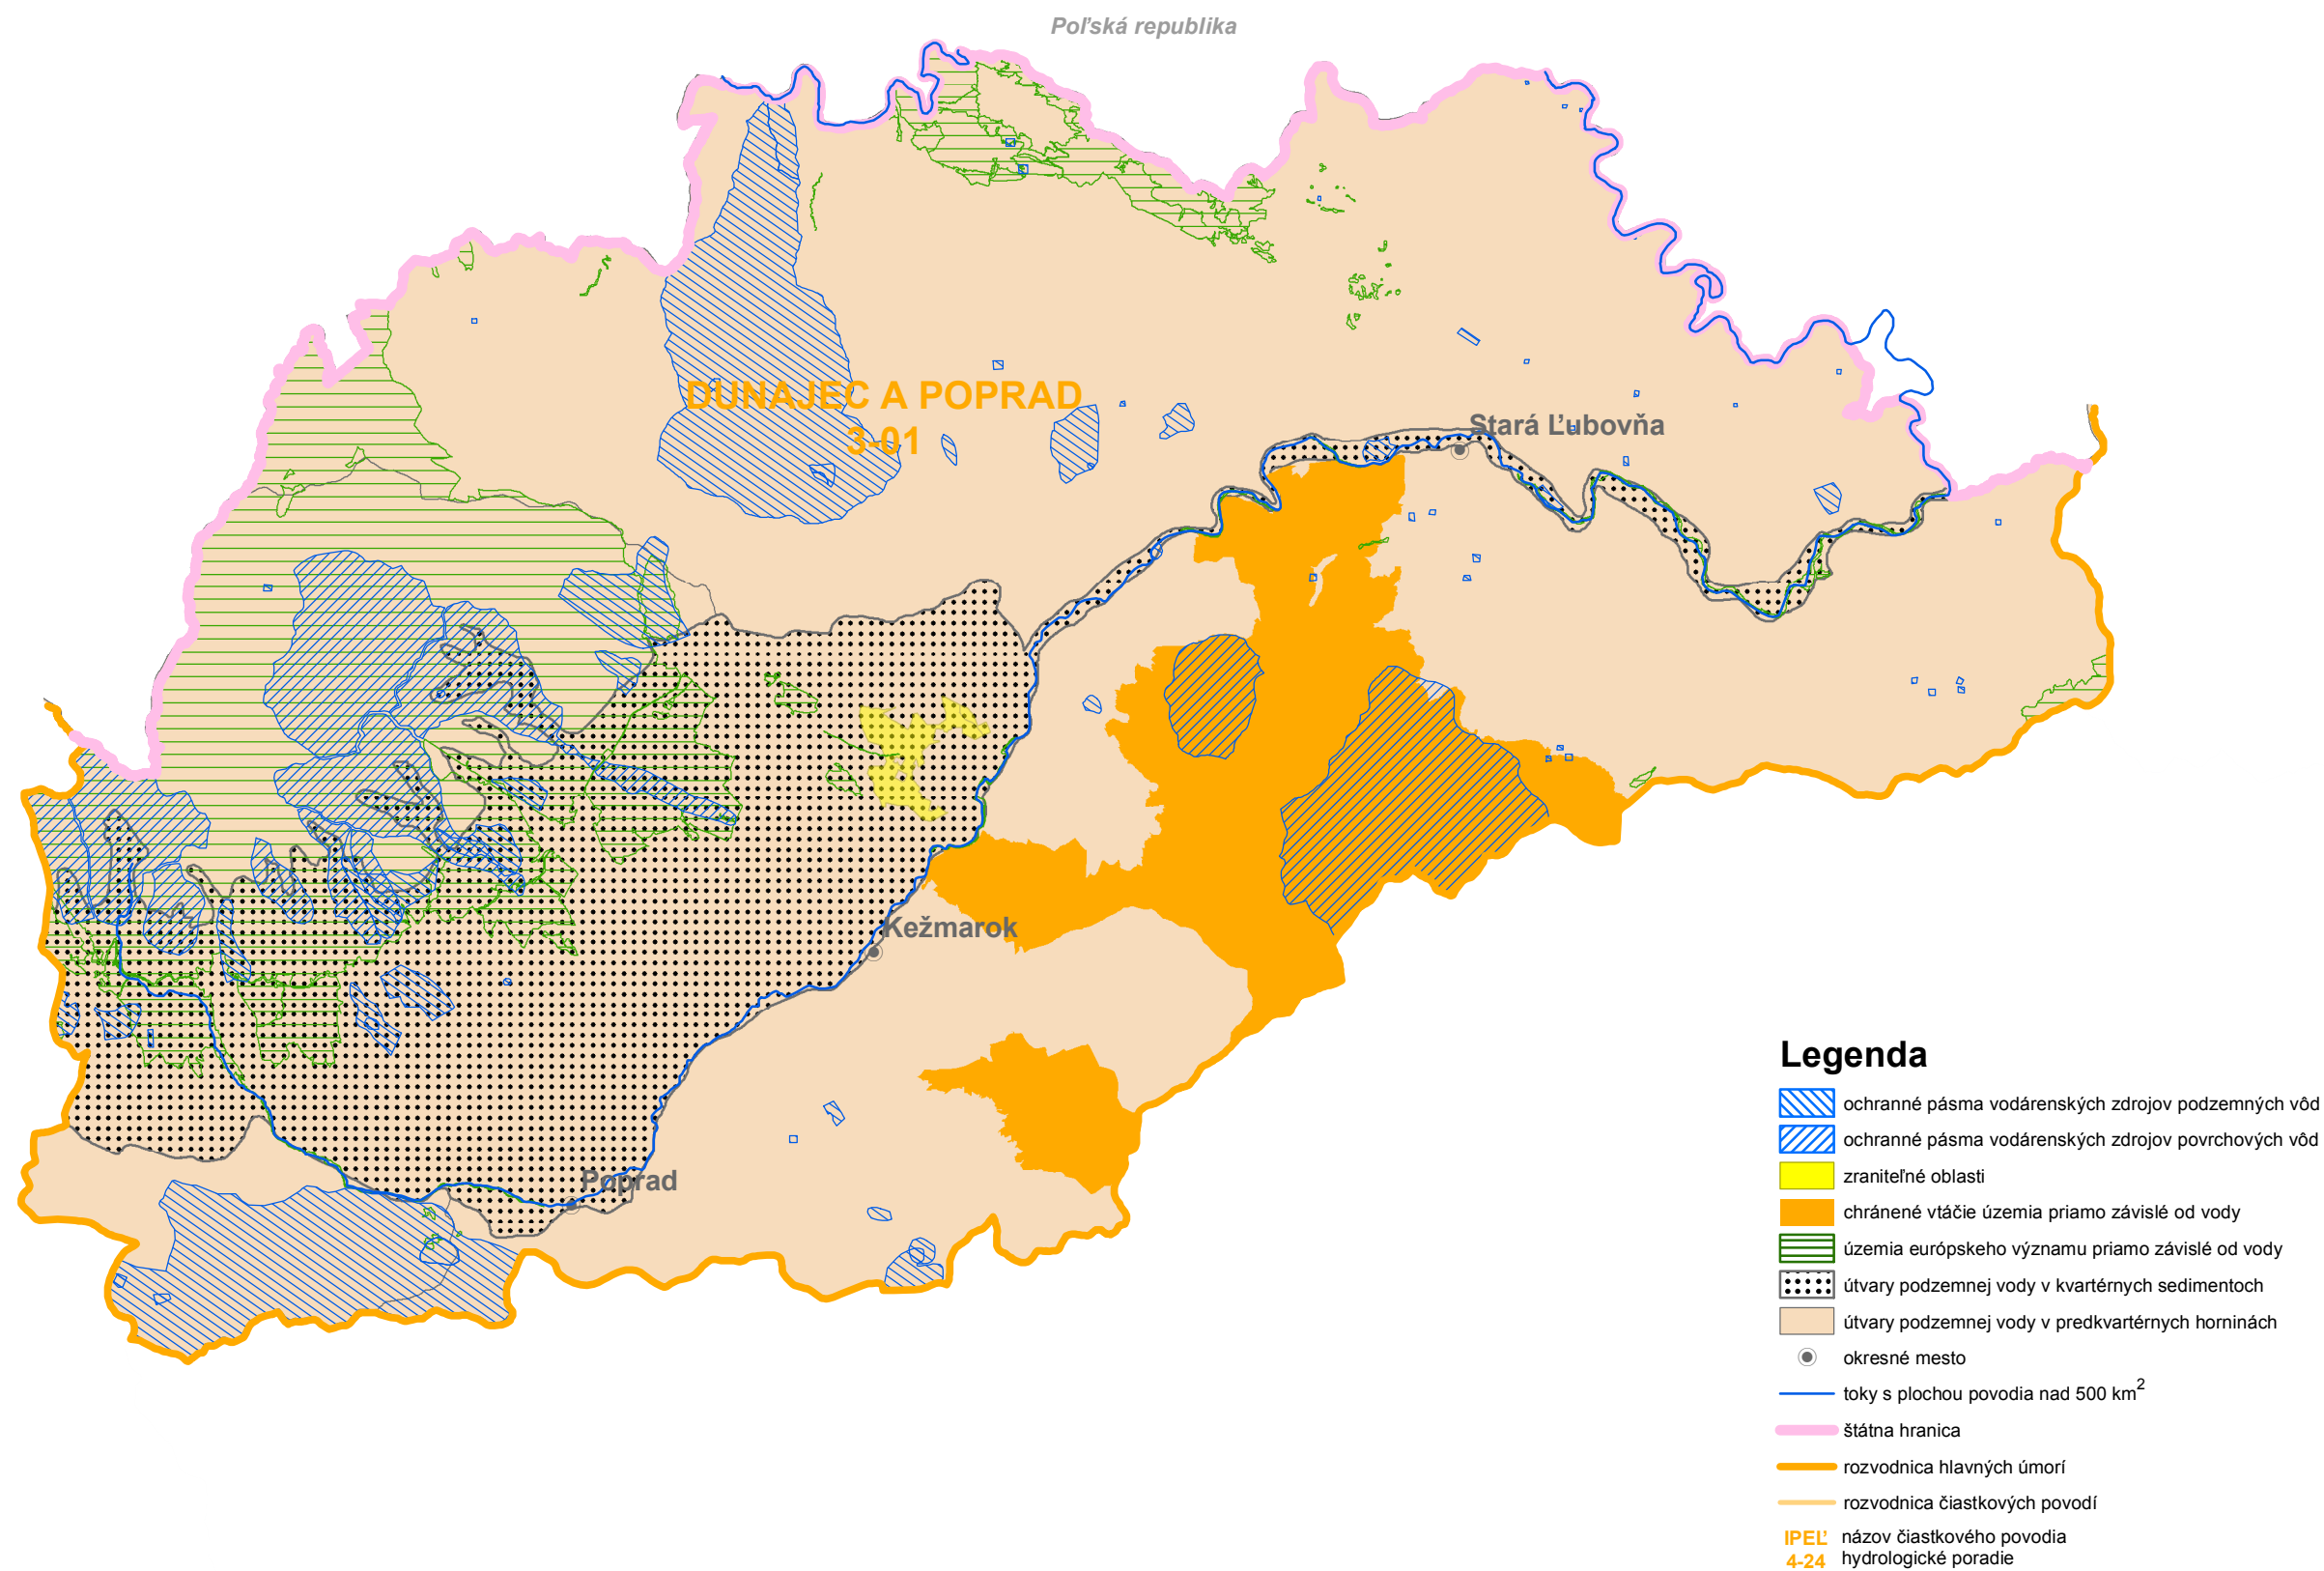 Poľská republika
DUNAJEC A POPRAD
3-01
Stará Ľubovňa
Kežmarok
Poprad
Legenda
ochranné pásma vodárenských zdrojov podzemných vôd
ochranné pásma vodárenských zdrojov povrchových vôd
zraniteľné oblasti
chránené vtáčie územia priamo závislé od vody
územia európskeho významu priamo závislé od vody
útvary podzemnej vody v kvartérnych sedimentoch
útvary podzemnej vody v predkvartérnych horninách
okresné mesto
toky s plochou povodia nad 500 km²
štátna hranica
rozvodnica hlavných úmorí
rozvodnica čiastkových povodí
IPEĽ názov čiastkového povodia
4-24 hydrologické poradie